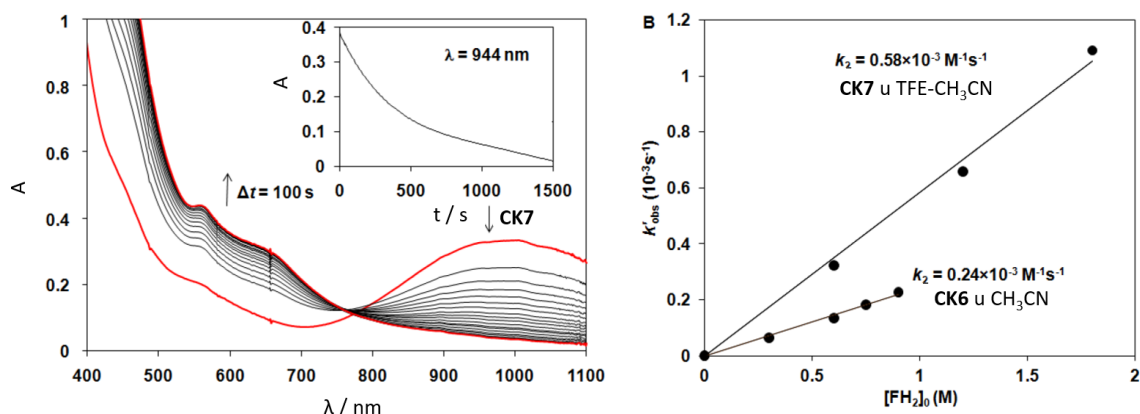 1
0.8
0.6
0.4
0.2
0
A
400 500 600 700 800 900 1000 1100
λ / nm
Δt = 100 s
CK7
0.4
0.3
0.2
0.1
0
A
λ = 944 nm
0 500 1000 1500
t / s
B
1.2
1
0.8
0.6
0.4
0.2
0
k'obs (10⁻³s⁻¹)
k₂ = 0.58×10⁻³ M⁻¹s⁻¹
CK7 u TFE-CH₃CN
k₂ = 0.24×10⁻³ M⁻¹s⁻¹
CK6 u CH₃CN
0 0.5 1 1.5 2
[FH₂]₀ (M)